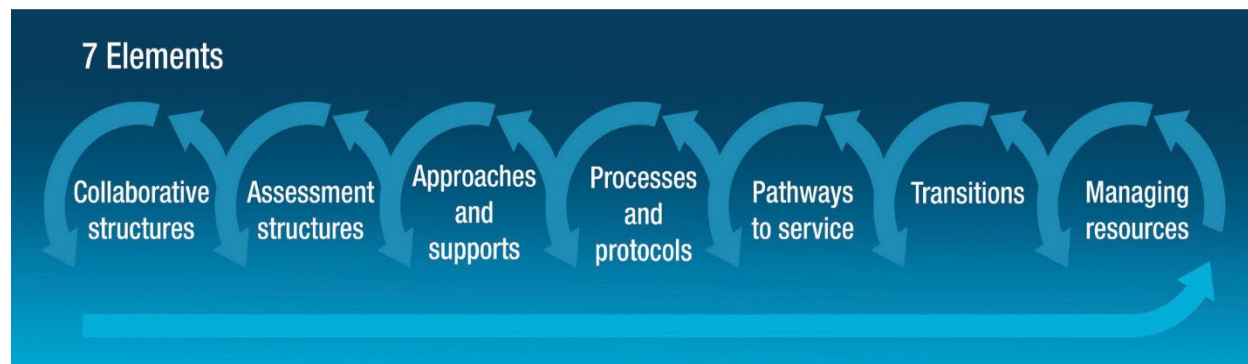 7 Elements
Collaborative
structures
Assessment
structures
Approaches
and
supports
Processes
and
protocols
Pathways
to service
Transitions
Managing
resources